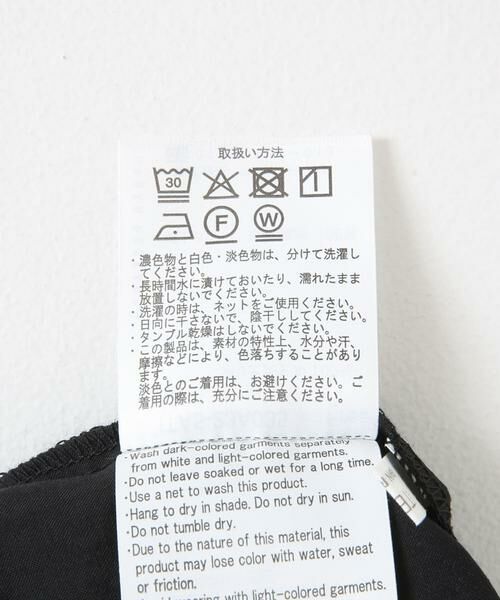 取扱い方法
30
F W
・濃色物と白色・淡色物は、分けて洗濯し
てください。
・長時間水に漬けておいたり、濡れたまま
放置しないでください。
・洗濯の時は、ネットをご使用ください。
・日向に干さないで、陰干ししてください。
・タンブル乾燥はしないでください。
・この製品は、素材の特性上、水分や汗、
摩擦などにより、色落ちすることがあり
ます。
淡色とのご着用は、お避けください。ご
着用の際は、充分にご注意ください。
・Wash dark-colored garments separately
from white and light-colored garments.
・Do not leave soaked or wet for a long time.
・Use a net to wash this product.
・Hang to dry in shade. Do not dry in sun.
・Do not tumble dry.
・Due to the nature of this material, this
product may lose color with water, sweat
or friction.
wearing with light-colored garments.